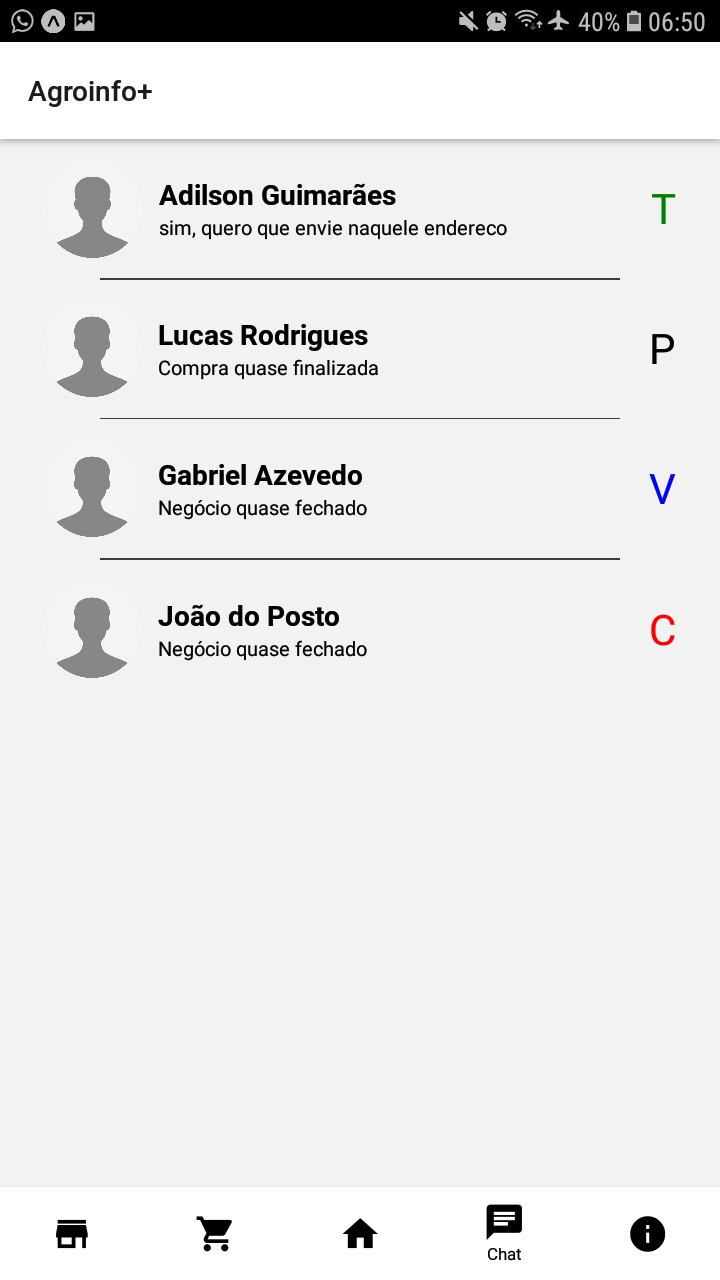 40% 06:50
Agroinfo+
Adilson Guimarães
sim, quero que envie naquele endereco
T
Lucas Rodrigues
Compra quase finalizada
P
Gabriel Azevedo
Negócio quase fechado
V
João do Posto
Negócio quase fechado
C
Chat